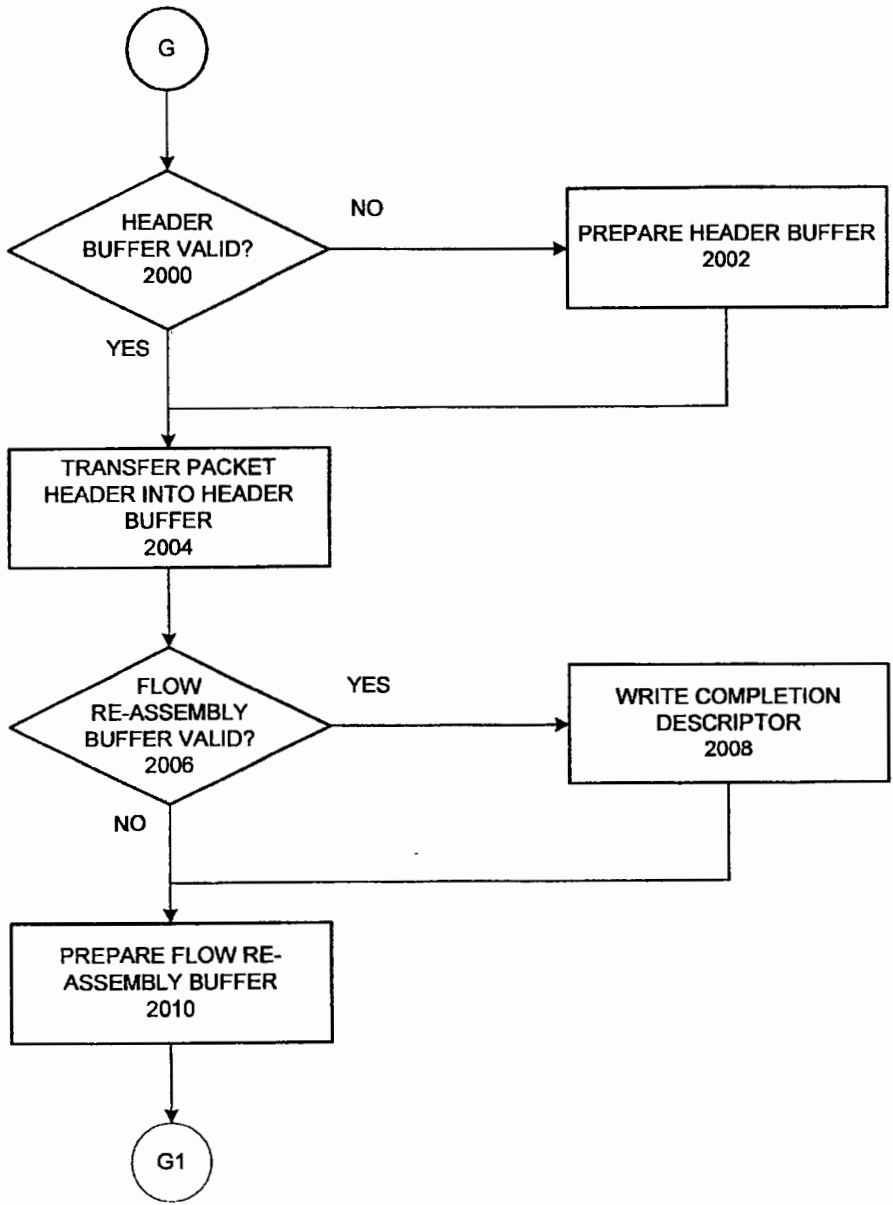 G
HEADER
BUFFER VALID?
2000
NO
PREPARE HEADER BUFFER
2002
YES
TRANSFER PACKET
HEADER INTO HEADER
BUFFER
2004
FLOW
RE-ASSEMBLY
BUFFER VALID?
2006
YES
WRITE COMPLETION
DESCRIPTOR
2008
NO
PREPARE FLOW RE-
ASSEMBLY BUFFER
2010
G1